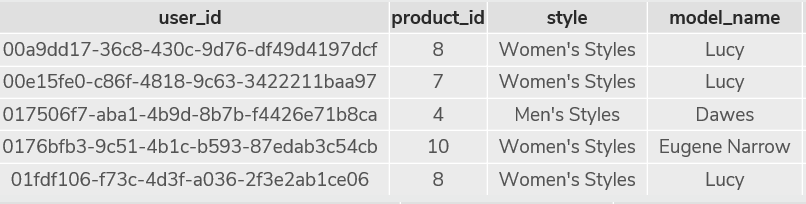 user_id product_id style model_name
00a9dd17-36c8-430c-9d76-df49d4197dcf 8 Women's Styles Lucy
00e15fe0-c86f-4818-9c63-3422211baa97 7 Women's Styles Lucy
017506f7-aba1-4b9d-8b7b-f4426e71b8ca 4 Men's Styles Dawes
0176bfb3-9c51-4b1c-b593-87edab3c54cb 10 Women's Styles Eugene Narrow
01fdf106-f73c-4d3f-a036-2f3e2ab1ce06 8 Women's Styles Lucy